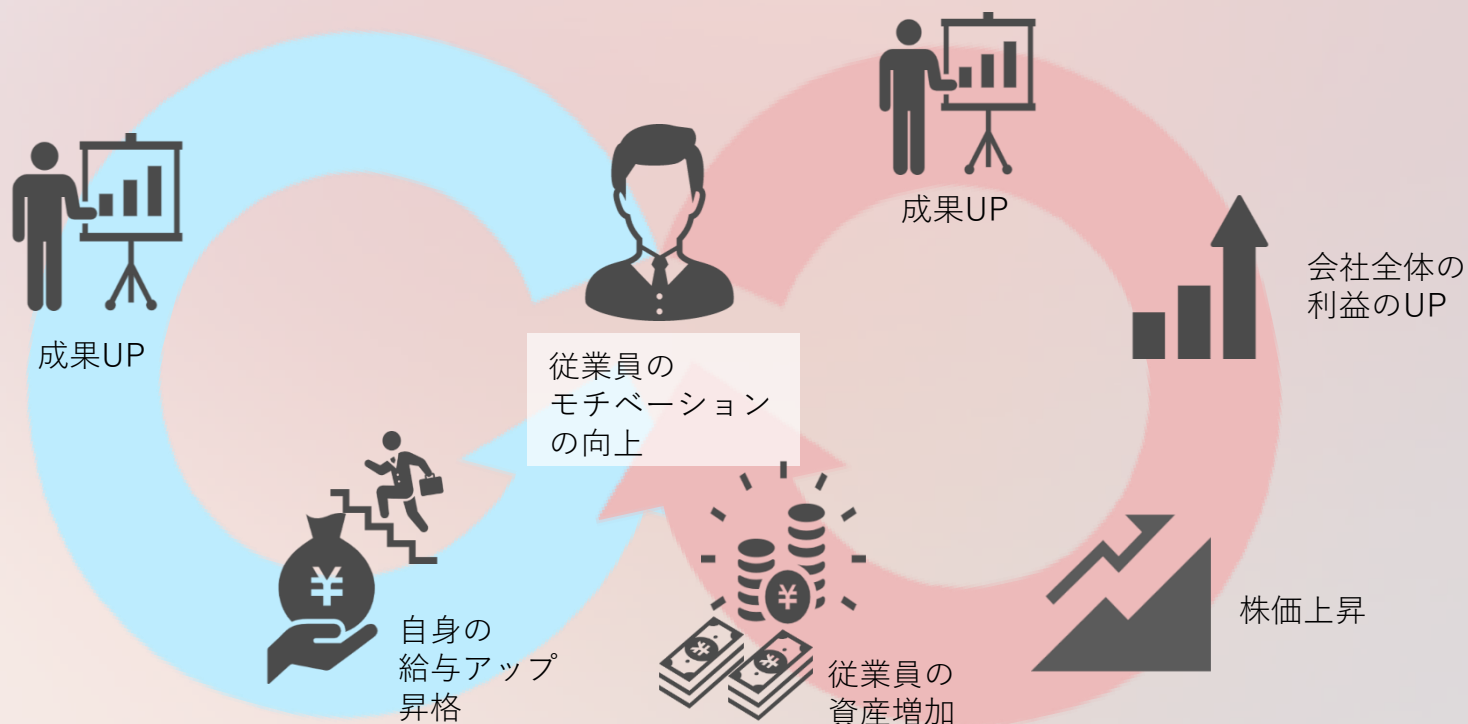 成果UP
成果UP
会社全体の
利益のUP
従業員の
モチベーション
の向上
¥
自身の
給与アップ
昇格
¥
¥
¥
従業員の
資産増加
株価上昇